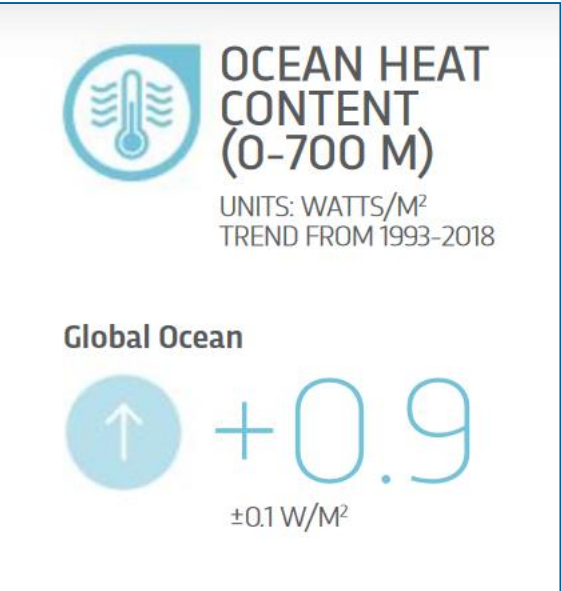 OCEAN HEAT
CONTENT
(0-700 M)
UNITS: WATTS/M²
TREND FROM 1993-2018
Global Ocean
+0.9
±0.1 W/M²